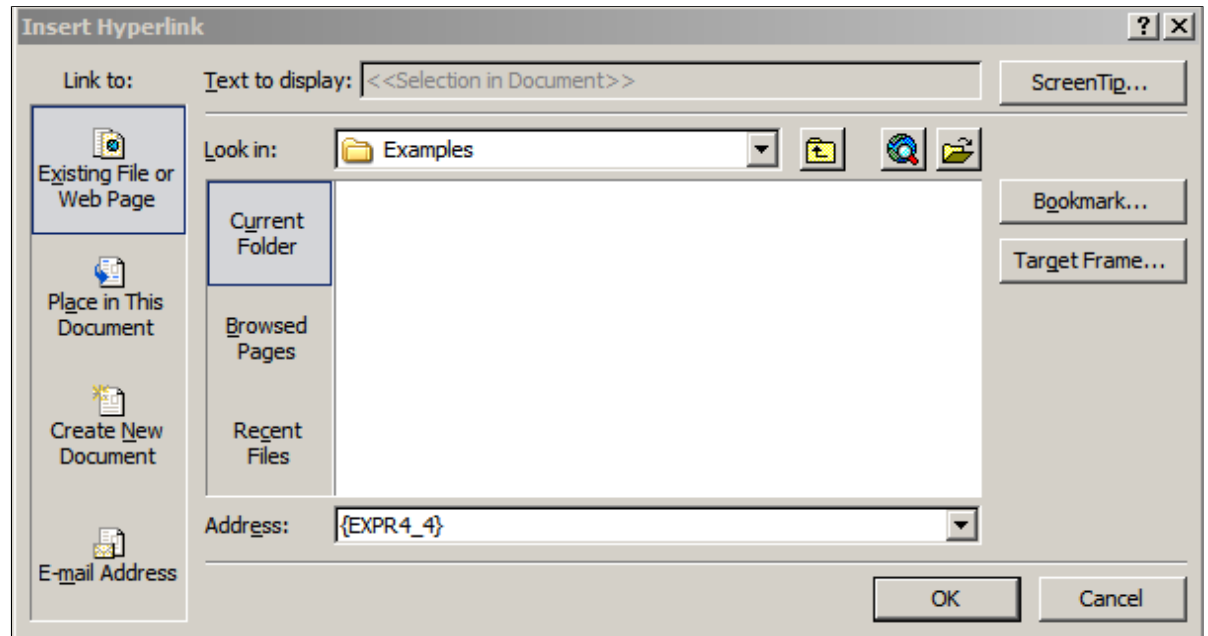 Insert Hyperlink
Link to:
Text to display: <<Selection in Document>>
ScreenTip...
Existing File or
Web Page
Look in: Examples
Current
Folder
Bookmark...
Target Frame...
Place in This
Document
Browsed
Pages
Create New
Document
Recent
Files
Address: {EXPR4_4}
E-mail Address
OK
Cancel